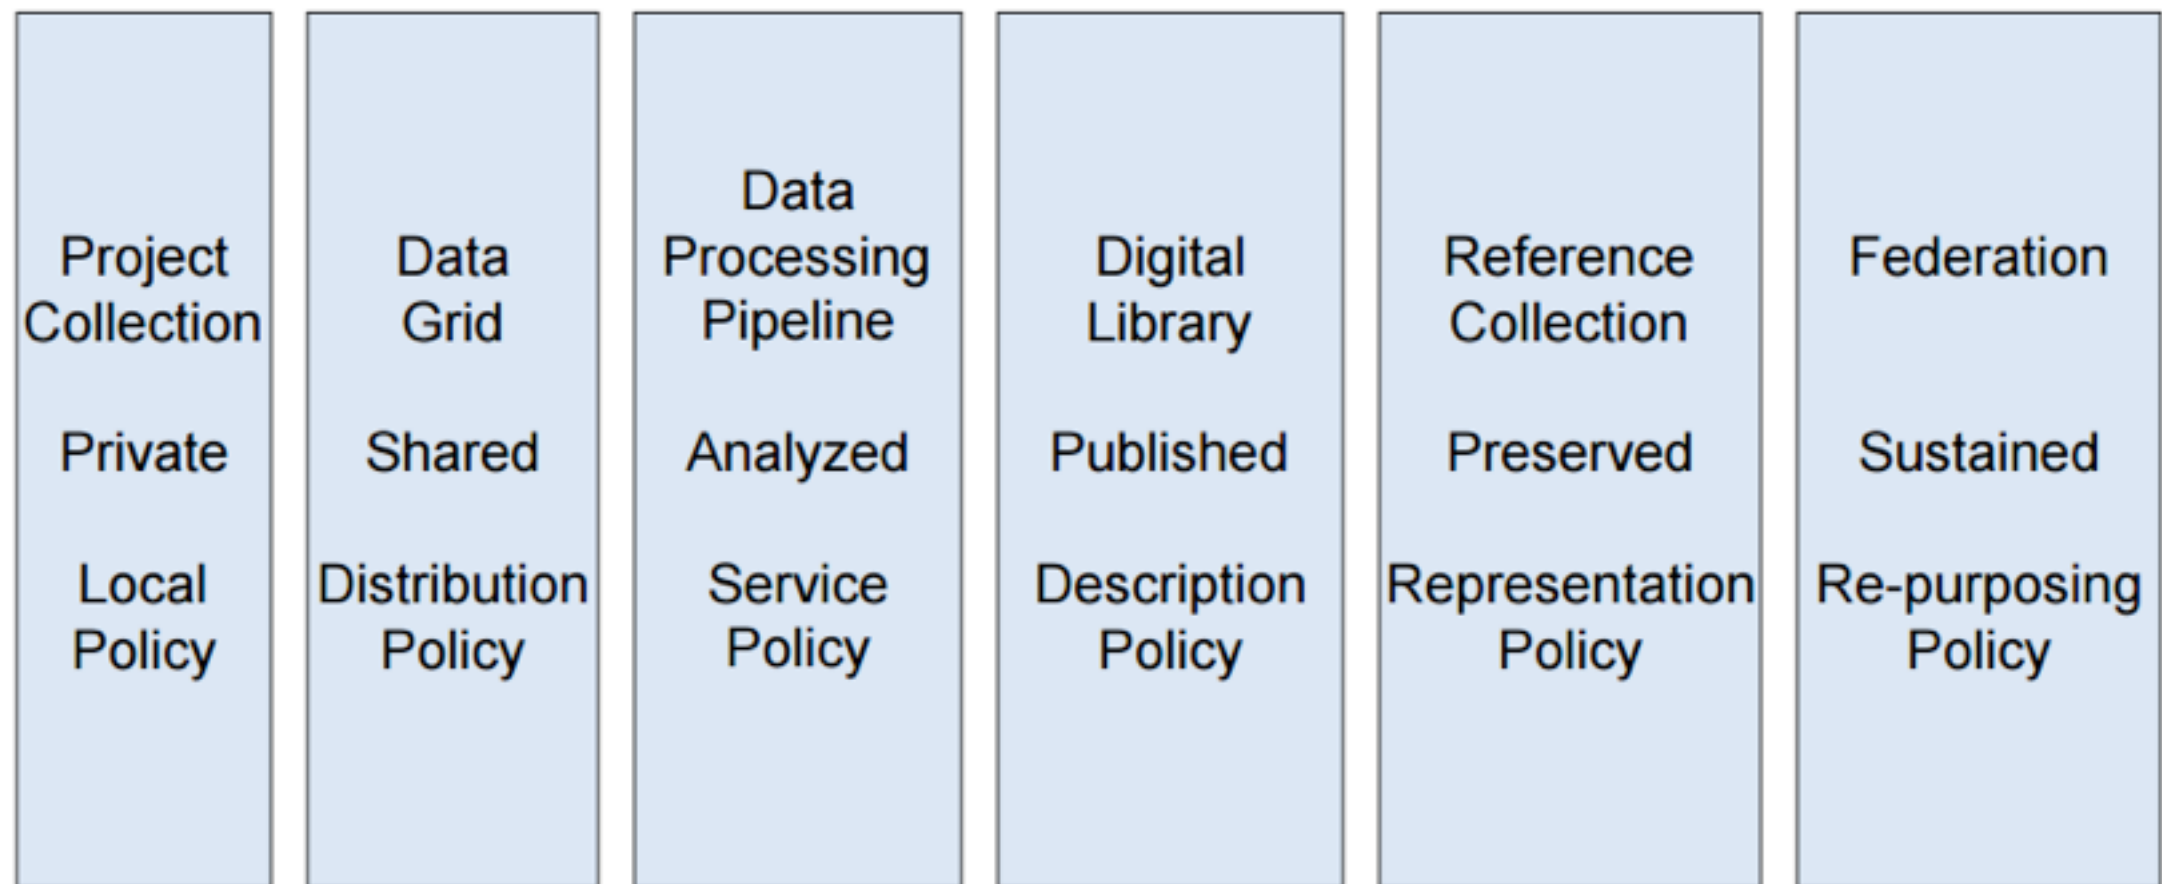 Project
Collection
Private
Local
Policy
Data
Grid
Shared
Distribution
Policy
Data
Processing
Pipeline
Analyzed
Service
Policy
Digital
Library
Published
Description
Policy
Reference
Collection
Preserved
Representation
Policy
Federation
Sustained
Re-purposing
Policy